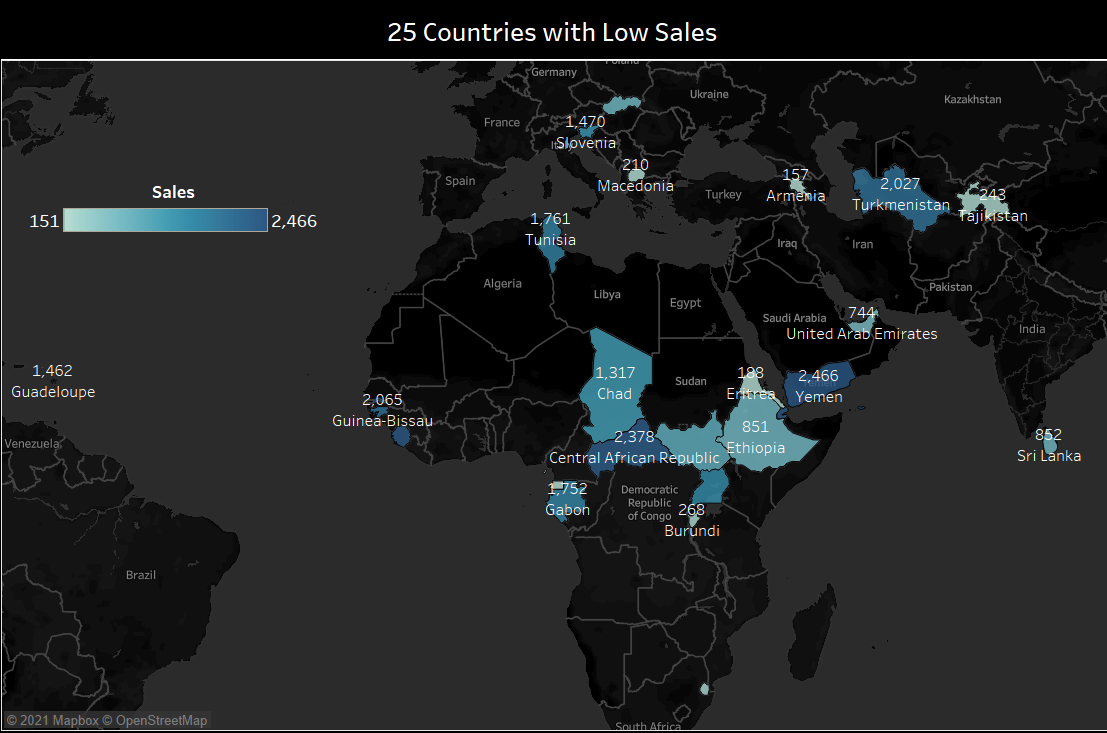 25 Countries with Low Sales
Poland
Germany
Ukraine
Kazakhstan
France
1,470
Slovenia
210
Macedonia
Spain
Turkey
157
Armenia
2,027
Turkmenistan
243
Tajikistan
Sales
151
2,466
1,761
Tunisia
Iraq
Iran
Pakistan
Algeria
Libya
Egypt
Saudi Arabia
744
United Arab Emirates
India
1,462
Guadeloupe
2,065
Guinea-Bissau
1,317
Chad
Sudan
188
Eritrea
2,466
Yemen
Yemen
851
Ethiopia
852
Sri Lanka
Venezuela
2,378
Central African Republic
1,752
Gabon
Democratic
Republic
of Congo
268
Burundi
Brazil
South Africa
© 2021 Mapbox © OpenStreetMap